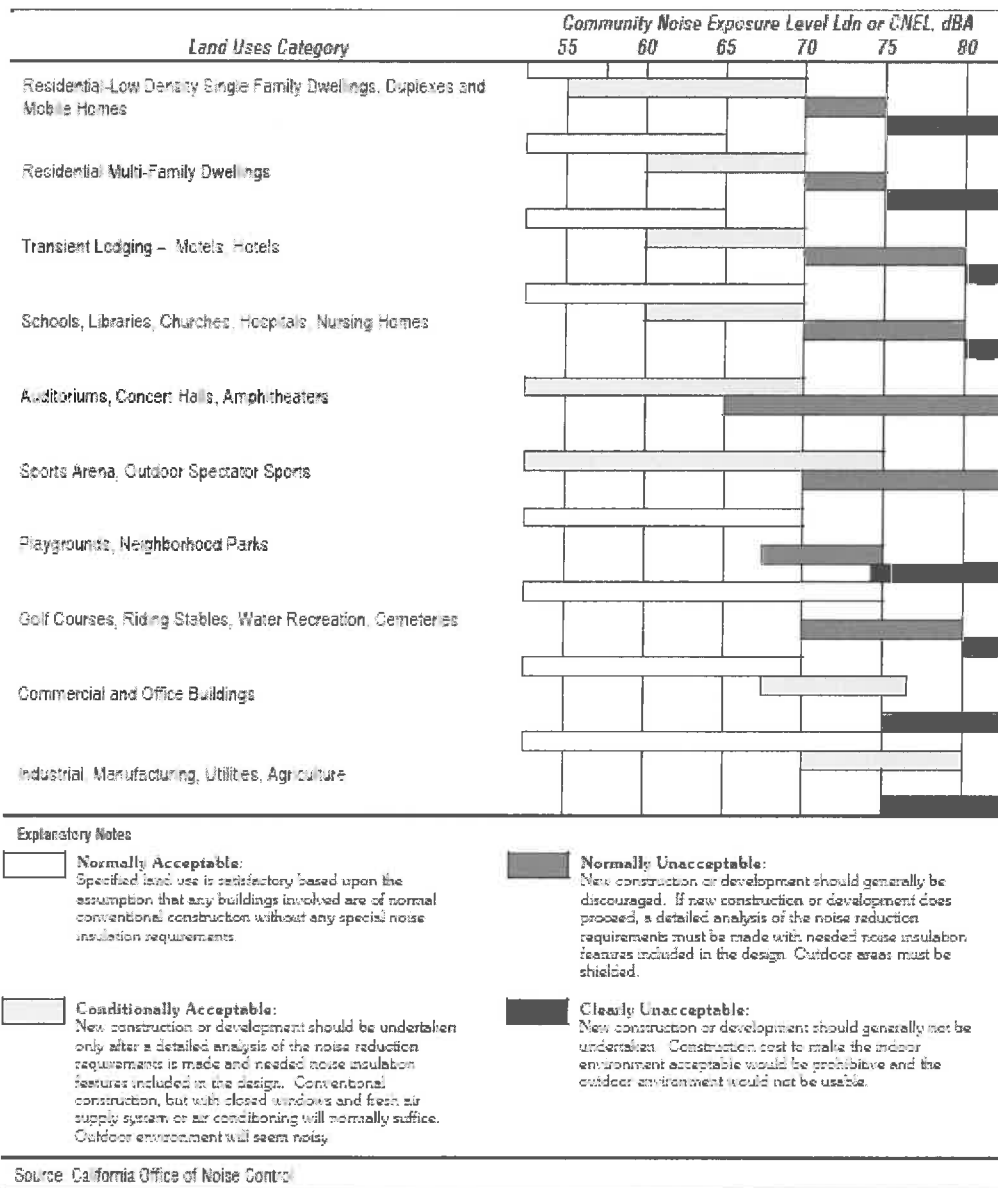 Community Noise Exposure Level Ldn or CNEL, dBA
Land Uses Category 55 60 65 70 75 80
Residential-Low Density Single Family Dwellings, Duplexes and
Mobile Homes
Residential Multi-Family Dwellings
Transient Lodging – Motels, Hotels
Schools, Libraries, Churches, Hospitals, Nursing Homes
Auditoriums, Concert Halls, Amphitheaters
Sports Arena, Outdoor Spectator Sports
Playgrounds, Neighborhood Parks
Golf Courses, Riding Stables, Water Recreation, Cemeteries
Commercial and Office Buildings
Industrial, Manufacturing, Utilities, Agriculture
Explanatory Notes
Normally Acceptable:
Specified land use is satisfactory based upon the
assumption that any buildings involved are of normal
conventional construction without any special noise
insulation requirements
Normally Unacceptable:
New construction or development should generally be
discouraged. If new construction or development does
proceed, a detailed analysis of the noise reduction
requirements must be made with needed noise insulation
features included in the design. Outdoor areas must be
shielded.
Conditionally Acceptable:
New construction or development should be undertaken
only after a detailed analysis of the noise reduction
requirements is made and needed noise insulation
features included in the design. Conventional
construction, but with closed windows and fresh air
supply system or air conditioning will normally suffice.
Outdoor environment will seem noisy
Clearly Unacceptable:
New construction or development should generally not be
undertaken. Construction cost to make the indoor
environment acceptable would be prohibitive and the
outdoor environment would not be usable.
Source: California Office of Noise Control